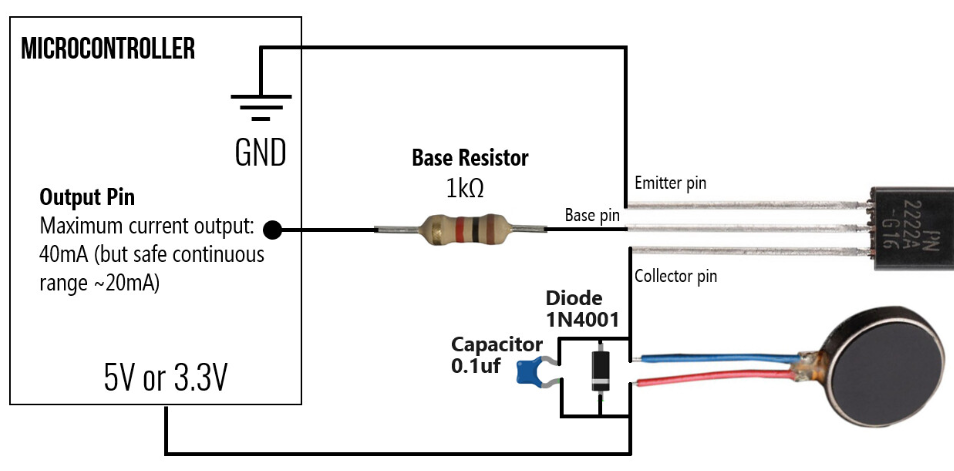 MICROCONTROLLER
GND
Output Pin
Maximum current output:
40mA (but safe continuous
range ~20mA)
5V or 3.3V
Base Resistor
1kΩ
Base pin
Emitter pin
Collector pin
PN
2222A
-G16
Diode
1N4001
Capacitor
0.1uf